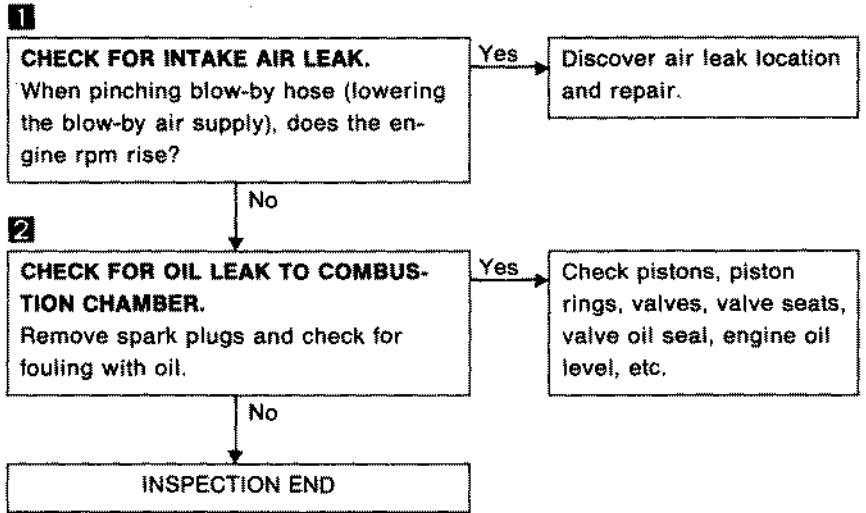 1
CHECK FOR INTAKE AIR LEAK.
When pinching blow-by hose (lowering
the blow-by air supply), does the en-
gine rpm rise?
Yes
Discover air leak location
and repair.
No
2
CHECK FOR OIL LEAK TO COMBUS-
TION CHAMBER.
Remove spark plugs and check for
fouling with oil.
Yes
Check pistons, piston
rings, valves, valve seats,
valve oil seal, engine oil
level, etc.
No
INSPECTION END